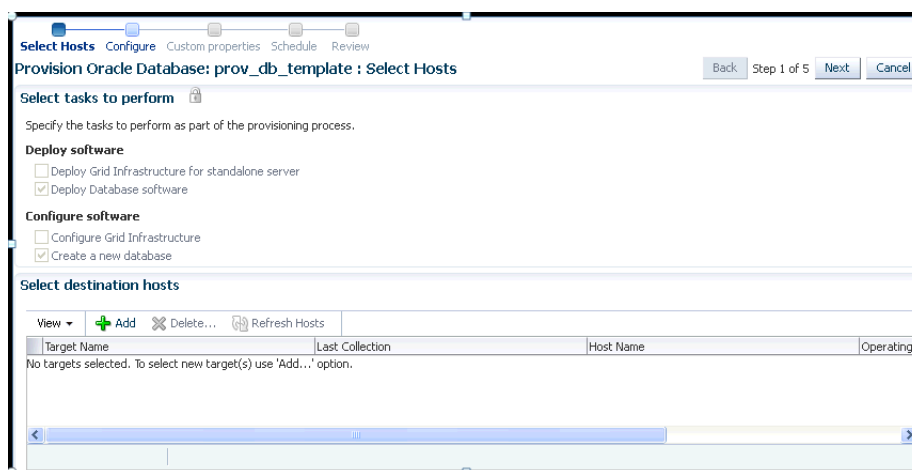 Select Hosts Configure Custom properties Schedule Review
Provision Oracle Database: prov_db_template : Select Hosts Back Step 1 of 5 Next Cancel
Select tasks to perform
Specify the tasks to perform as part of the provisioning process.
Deploy software
Deploy Grid Infrastructure for standalone server
Deploy Database software
Configure software
Configure Grid Infrastructure
Create a new database
Select destination hosts
View Add Delete... Refresh Hosts
Target Name Last Collection Host Name Operating
No targets selected. To select new target(s) use 'Add...' option.